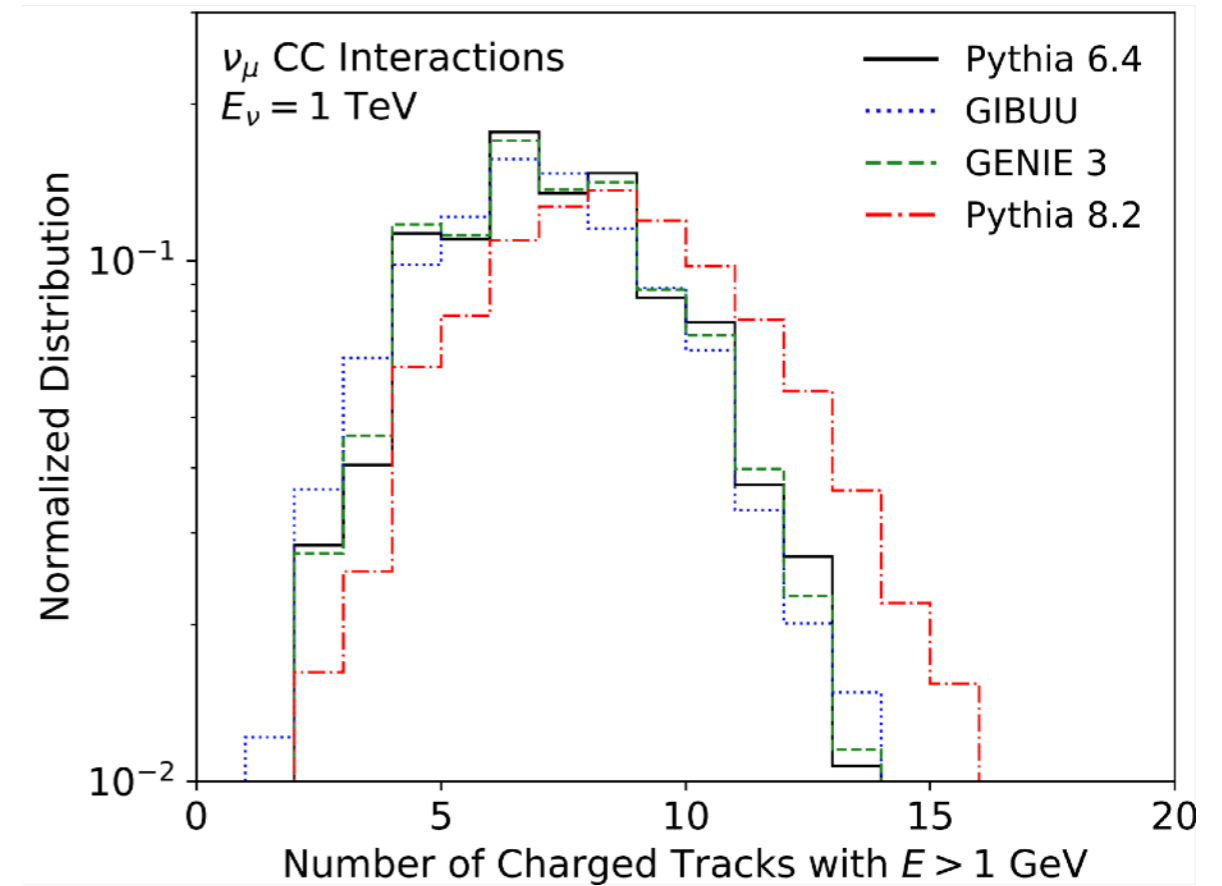 ν_μ CC Interactions
E_ν = 1 TeV
Pythia 6.4
GIBUU
GENIE 3
Pythia 8.2
Normalized Distribution
10⁻¹
10⁻²
0 5 10 15 20
Number of Charged Tracks with E > 1 GeV